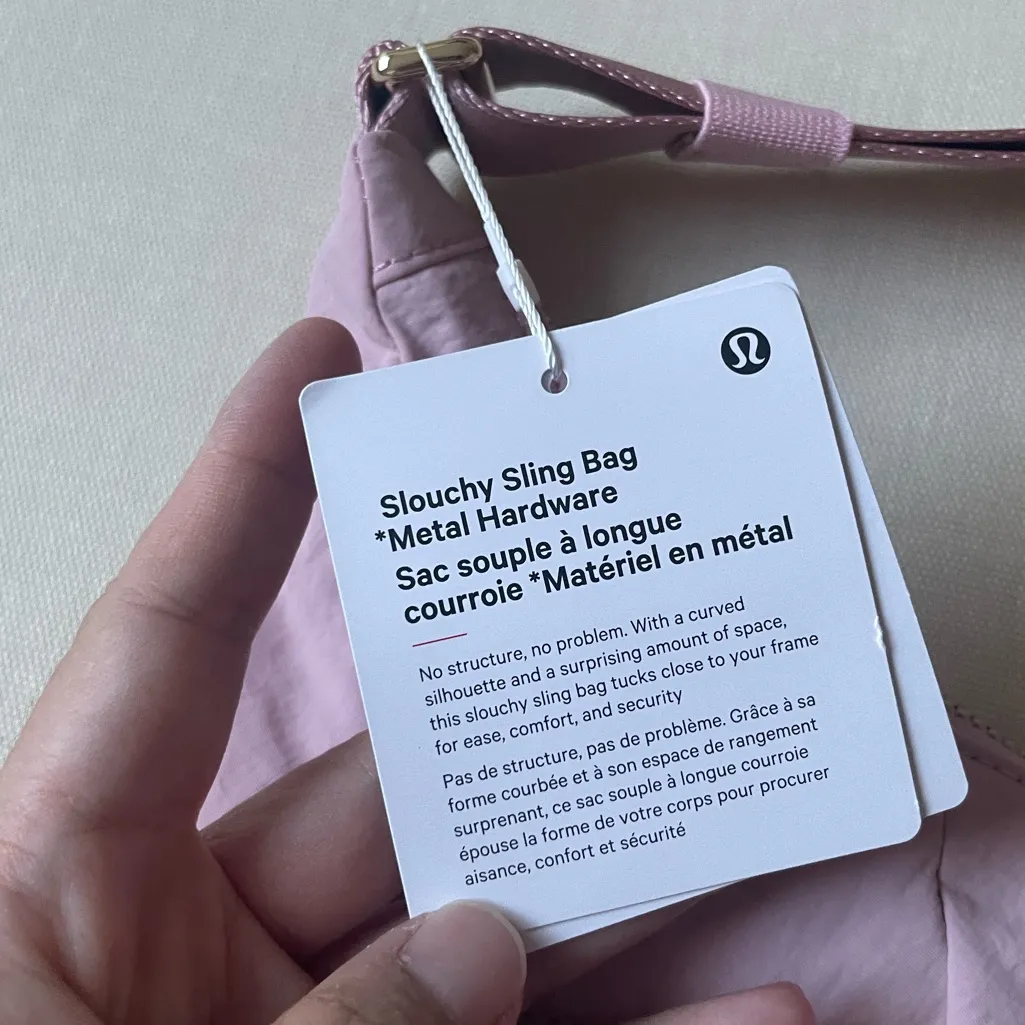 Slouchy Sling Bag
*Metal Hardware
Sac souple à longue
courroie *Matériel en métal
No structure, no problem. With a curved
silhouette and a surprising amount of space,
this slouchy sling bag tucks close to your frame
for ease, comfort, and security
Pas de structure, pas de problème. Grâce à sa
forme courbée et à son espace de rangement
surprenant, ce sac souple à longue courroie
épouse la forme de votre corps pour procurer
aisance, confort et sécurité